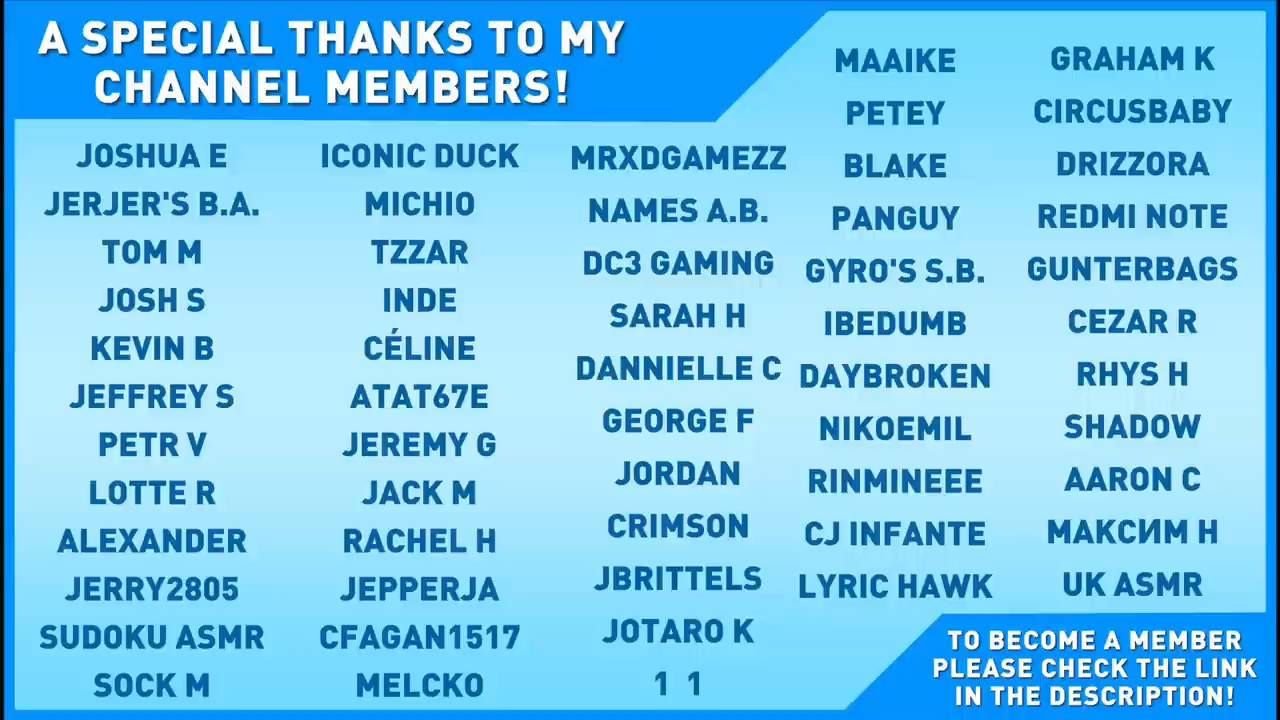 A SPECIAL THANKS TO MY
CHANNEL MEMBERS!
JOSHUA E
JERJER'S B.A.
TOM M
JOSH S
KEVIN B
JEFFREY S
PETR V
LOTTE R
ALEXANDER
JERRY2805
SUDOKU ASMR
SOCK M
ICONIC DUCK
MICHIO
TZZAR
INDE
CÉLINE
ATAT67E
JEREMY G
JACK M
RACHEL H
JEPPERJA
CFAGAN1517
MELCKO
MRXDGAMEZZ
NAMES A.B.
DC3 GAMING
SARAH H
DANNIELLE C
GEORGE F
JORDAN
CRIMSON
JBRITTELS
JOTARO K
1 1
MAAIKE
PETEY
BLAKE
PANGUY
GYRO'S S.B.
IBEDUMB
DAYBROKEN
NIKOEMIL
RINMINEEE
CJ INFANTE
LYRIC HAWK
GRAHAM K
CIRCUSBABY
DRIZZORA
REDMI NOTE
GUNTERBAGS
CEZAR R
RHYS H
SHADOW
AARON C
МАКСИМ Н
UK ASMR
TO BECOME A MEMBER
PLEASE CHECK THE LINK
IN THE DESCRIPTION!